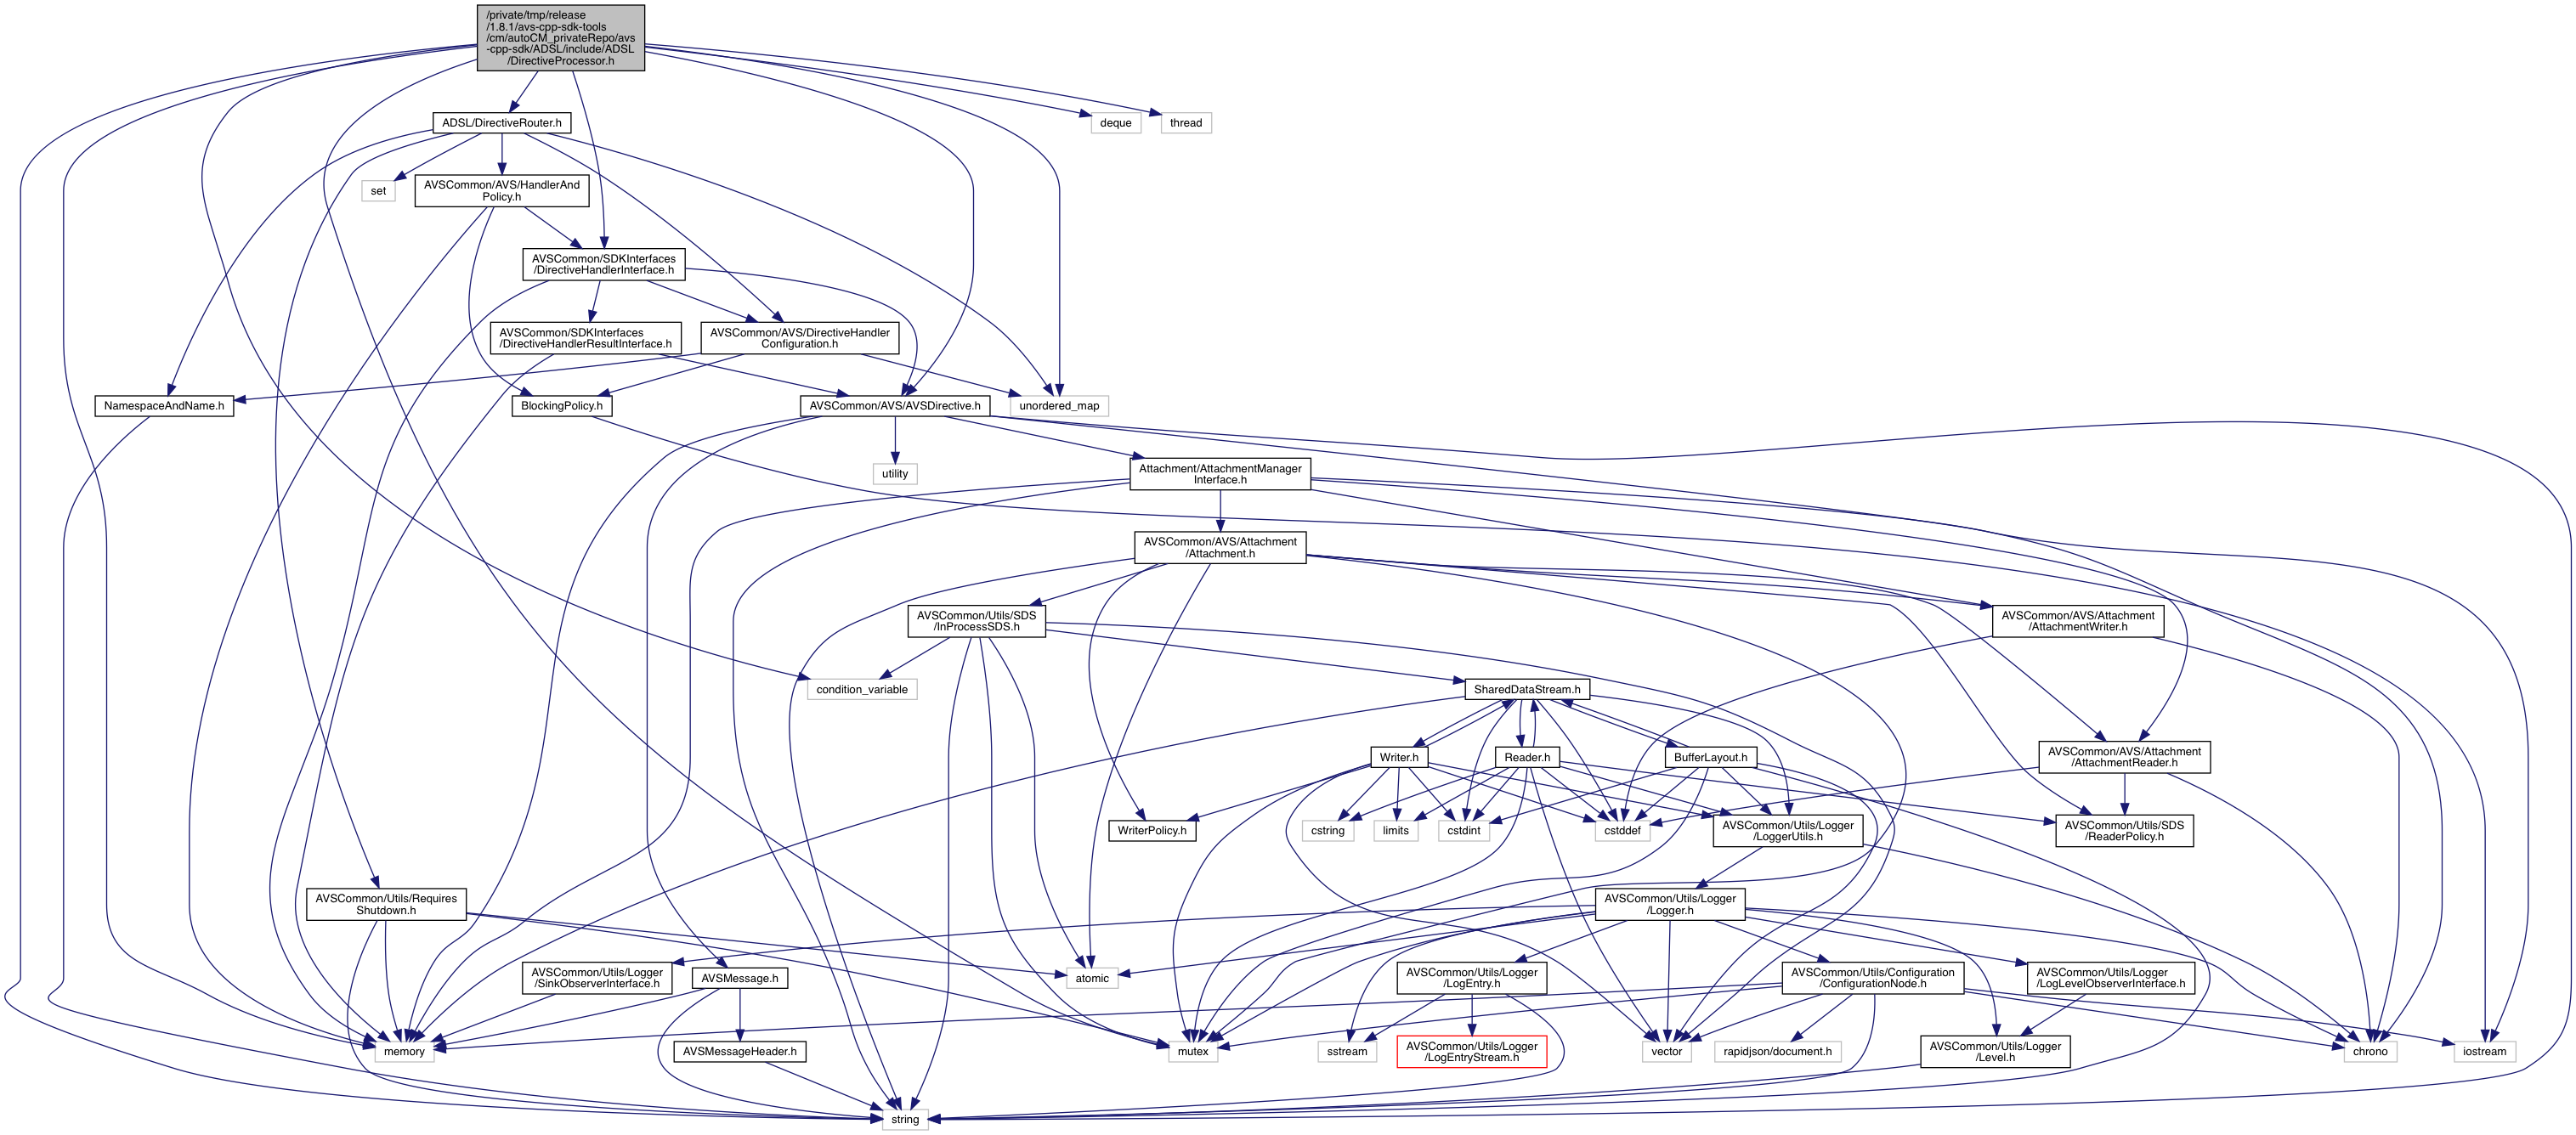 /private/tmp/release
/1.8.1/avs-cpp-sdk-tools
/cm/autoCM_privateRepo/avs
-cpp-sdk/ADSL/include/ADSL
/DirectiveProcessor.h
ADSL/DirectiveRouter.h
deque
thread
set
AVSCommon/AVS/HandlerAnd
Policy.h
AVSCommon/SDKInterfaces
/DirectiveHandlerInterface.h
AVSCommon/SDKInterfaces
/DirectiveHandlerResultInterface.h
AVSCommon/AVS/DirectiveHandler
Configuration.h
NamespaceAndName.h
BlockingPolicy.h
AVSCommon/AVS/AVSDirective.h
unordered_map
utility
Attachment/AttachmentManager
Interface.h
AVSCommon/AVS/Attachment
/Attachment.h
AVSCommon/Utils/SDS
/InProcessSDS.h
AVSCommon/AVS/Attachment
/AttachmentWriter.h
condition_variable
SharedDataStream.h
Writer.h
Reader.h
BufferLayout.h
AVSCommon/AVS/Attachment
/AttachmentReader.h
WriterPolicy.h
cstring
limits
cstdint
cstddef
AVSCommon/Utils/Logger
/LoggerUtils.h
AVSCommon/Utils/SDS
/ReaderPolicy.h
AVSCommon/Utils/Requires
Shutdown.h
AVSCommon/Utils/Logger
/Logger.h
AVSCommon/Utils/Logger
/SinkObserverInterface.h
AVSMessage.h
atomic
AVSCommon/Utils/Logger
/LogEntry.h
AVSCommon/Utils/Configuration
/ConfigurationNode.h
AVSCommon/Utils/Logger
/LogLevelObserverInterface.h
memory
AVSMessageHeader.h
mutex
sstream
AVSCommon/Utils/Logger
/LogEntryStream.h
vector
rapidjson/document.h
AVSCommon/Utils/Logger
/Level.h
chrono
iostream
string